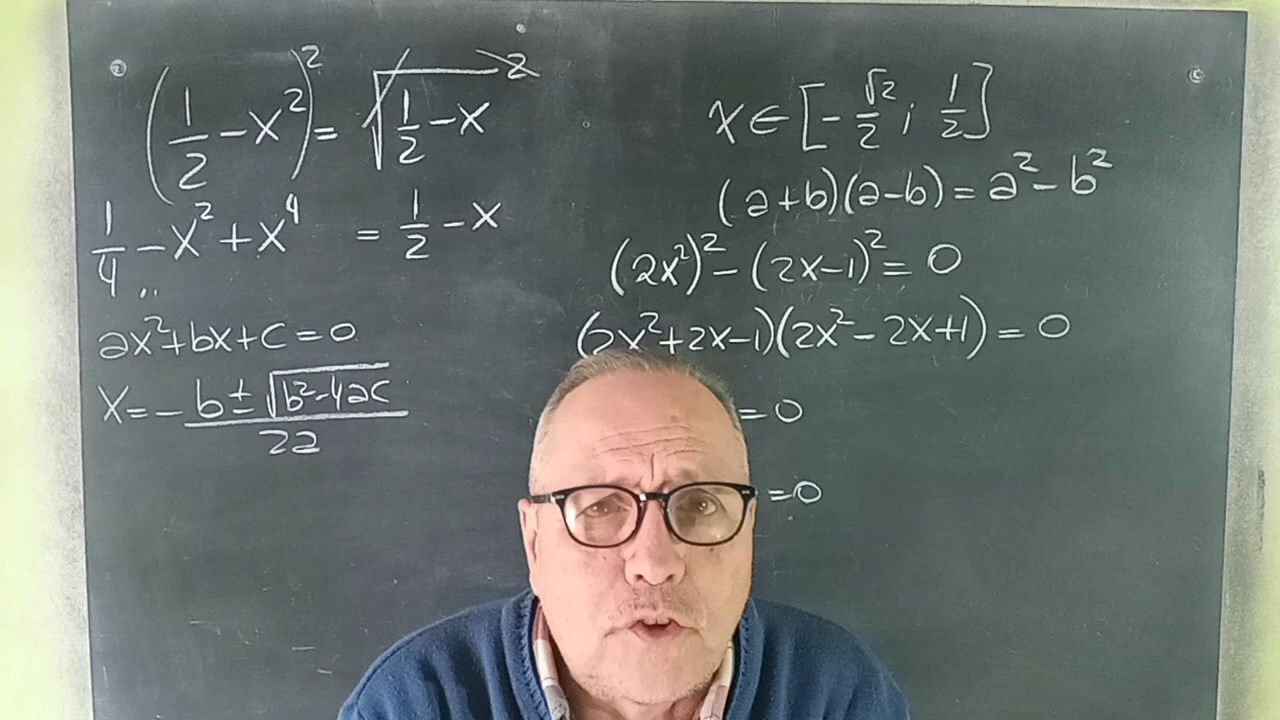 (1/2 - x²)² = √(1/2 - x)²
1/4 - x² + x⁴ = 1/2 - x
ax² + bx + c = 0
x = - b ± √(b² - 4ac) / 2a
x ∈ [-√2/2 ; 1/2]
(a+b)(a-b) = a² - b²
(2x²)² - (2x-1)² = 0
(2x²+2x-1)(2x²-2x+1) = 0
= 0
= 0